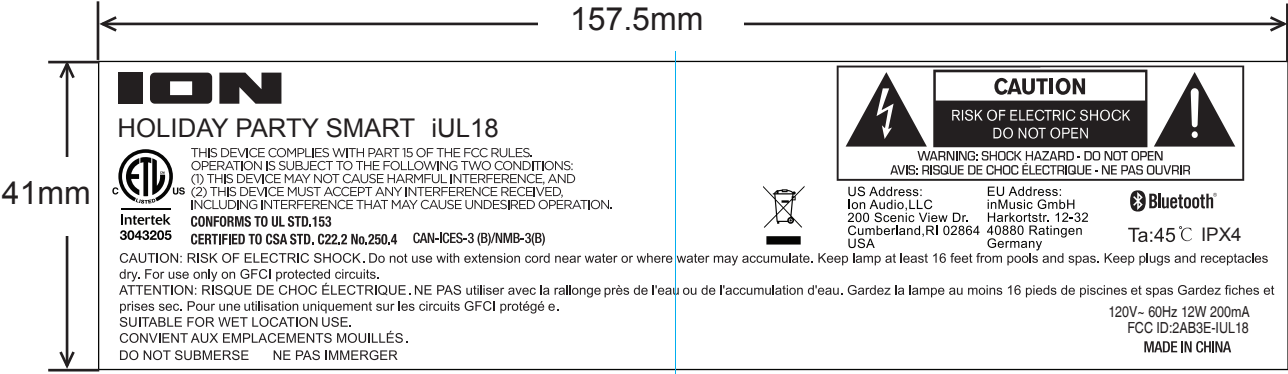 157.5mm
41mm
ION
HOLIDAY PARTY SMART iUL18
THIS DEVICE COMPLIES WITH PART 15 OF THE FCC RULES.
OPERATION IS SUBJECT TO THE FOLLOWING TWO CONDITIONS:
(1) THIS DEVICE MAY NOT CAUSE HARMFUL INTERFERENCE, AND
(2) THIS DEVICE MUST ACCEPT ANY INTERFERENCE RECEIVED,
INCLUDING INTERFERENCE THAT MAY CAUSE UNDESIRED OPERATION.
C ETL US
LISTED
Intertek
3043205
CONFORMS TO UL STD,153
CERTIFIED TO CSA STD. C22,2 No,250,4 CAN-ICES-3 (B)/NMB-3(B)
CAUTION
RISK OF ELECTRIC SHOCK
DO NOT OPEN
WARNING: SHOCK HAZARD - DO NOT OPEN
AVIS: RISQUE DE CHOC ÉLECTRIQUE - NE PAS OUVRIR
US Address:
Ion Audio,LLC
200 Scenic View Dr.
Cumberland,RI 02864
USA
EU Address:
inMusic GmbH
Harkortstr. 12-32
40880 Ratingen
Germany
Bluetooth®
Ta:45℃ IPX4
CAUTION: RISK OF ELECTRIC SHOCK. Do not use with extension cord near water or where water may accumulate. Keep lamp at least 16 feet from pools and spas. Keep plugs and receptacles
dry. For use only on GFCI protected circuits.
ATTENTION: RISQUE DE CHOC ÉLECTRIQUE. NE PAS utiliser avec la rallonge près de l'eau ou de l'accumulation d'eau. Gardez la lampe au moins 16 pieds de piscines et spas Gardez fiches et
prises sec. Pour une utilisation uniquement sur les circuits GFCI protégé e.
SUITABLE FOR WET LOCATION USE.
CONVIENT AUX EMPLACEMENTS MOUILLÉS.
DO NOT SUBMERSE NE PAS IMMERGER
120V~ 60Hz 12W 200mA
FCC ID:2AB3E-IUL18
MADE IN CHINA